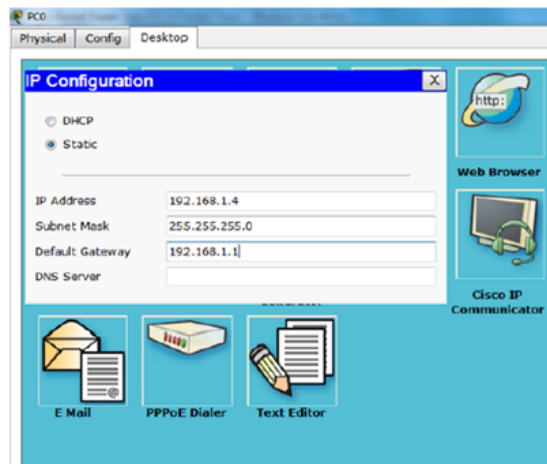 PC0
Physical Config Desktop
IP Configuration X
DHCP
Static
IP Address 192.168.1.4
Subnet Mask 255.255.255.0
Default Gateway 192.168.1.1
DNS Server
http:
Web Browser
Cisco IP
Communicator
E Mail
PPPoE Dialer
Text Editor